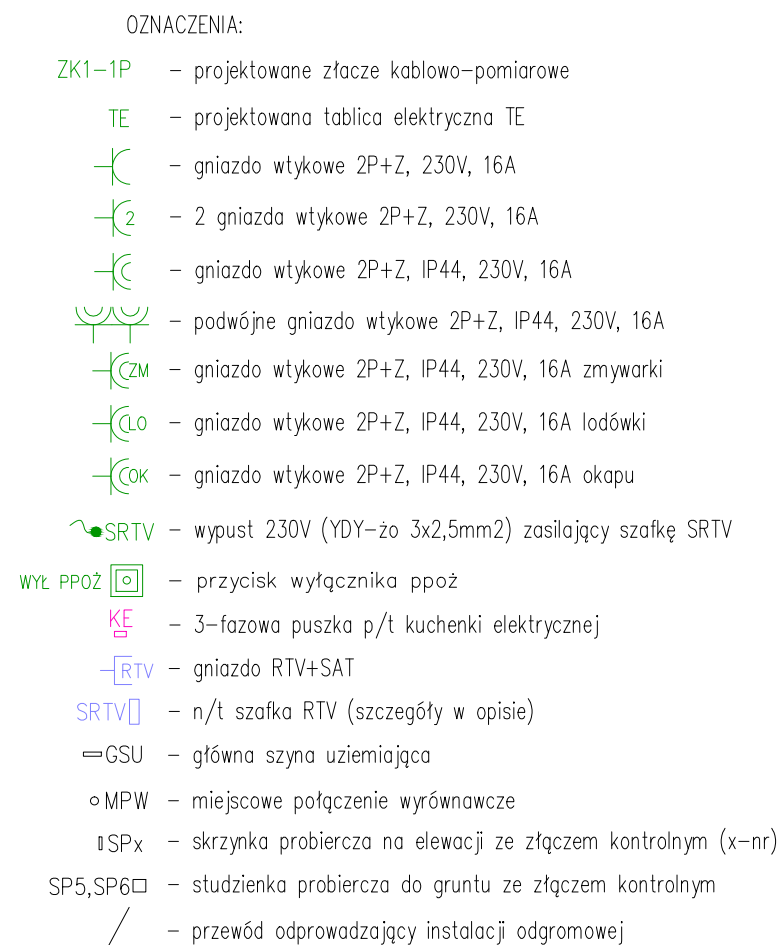 OZNACZENIA:
ZK1-1P - projektowane złacze kablowo-pomiarowe
TE - projektowana tablica elektryczna TE
- gniazdo wtykowe 2P+Z, 230V, 16A
2 - 2 gniazda wtykowe 2P+Z, 230V, 16A
- gniazdo wtykowe 2P+Z, IP44, 230V, 16A
- podwójne gniazdo wtykowe 2P+Z, IP44, 230V, 16A
ZM - gniazdo wtykowe 2P+Z, IP44, 230V, 16A zmywarki
LO - gniazdo wtykowe 2P+Z, IP44, 230V, 16A lodówki
OK - gniazdo wtykowe 2P+Z, IP44, 230V, 16A okapu
SRTV - wypust 230V (YDY-żo 3x2,5mm2) zasilający szafkę SRTV
WYŁ PPOŻ - przycisk wyłącznika ppoż
KE - 3-fazowa puszka p/t kuchenki elektrycznej
RTV - gniazdo RTV+SAT
SRTV - n/t szafka RTV (szczegóły w opisie)
GSU - główna szyna uziemiająca
MPW - miejscowe połączenie wyrównawcze
SPx - skrzynka probiercza na elewacji ze złączem kontrolnym (x-nr)
SP5,SP6 - studzienka probiercza do gruntu ze złączem kontrolnym
- przewód odprowadzający instalacji odgromowej